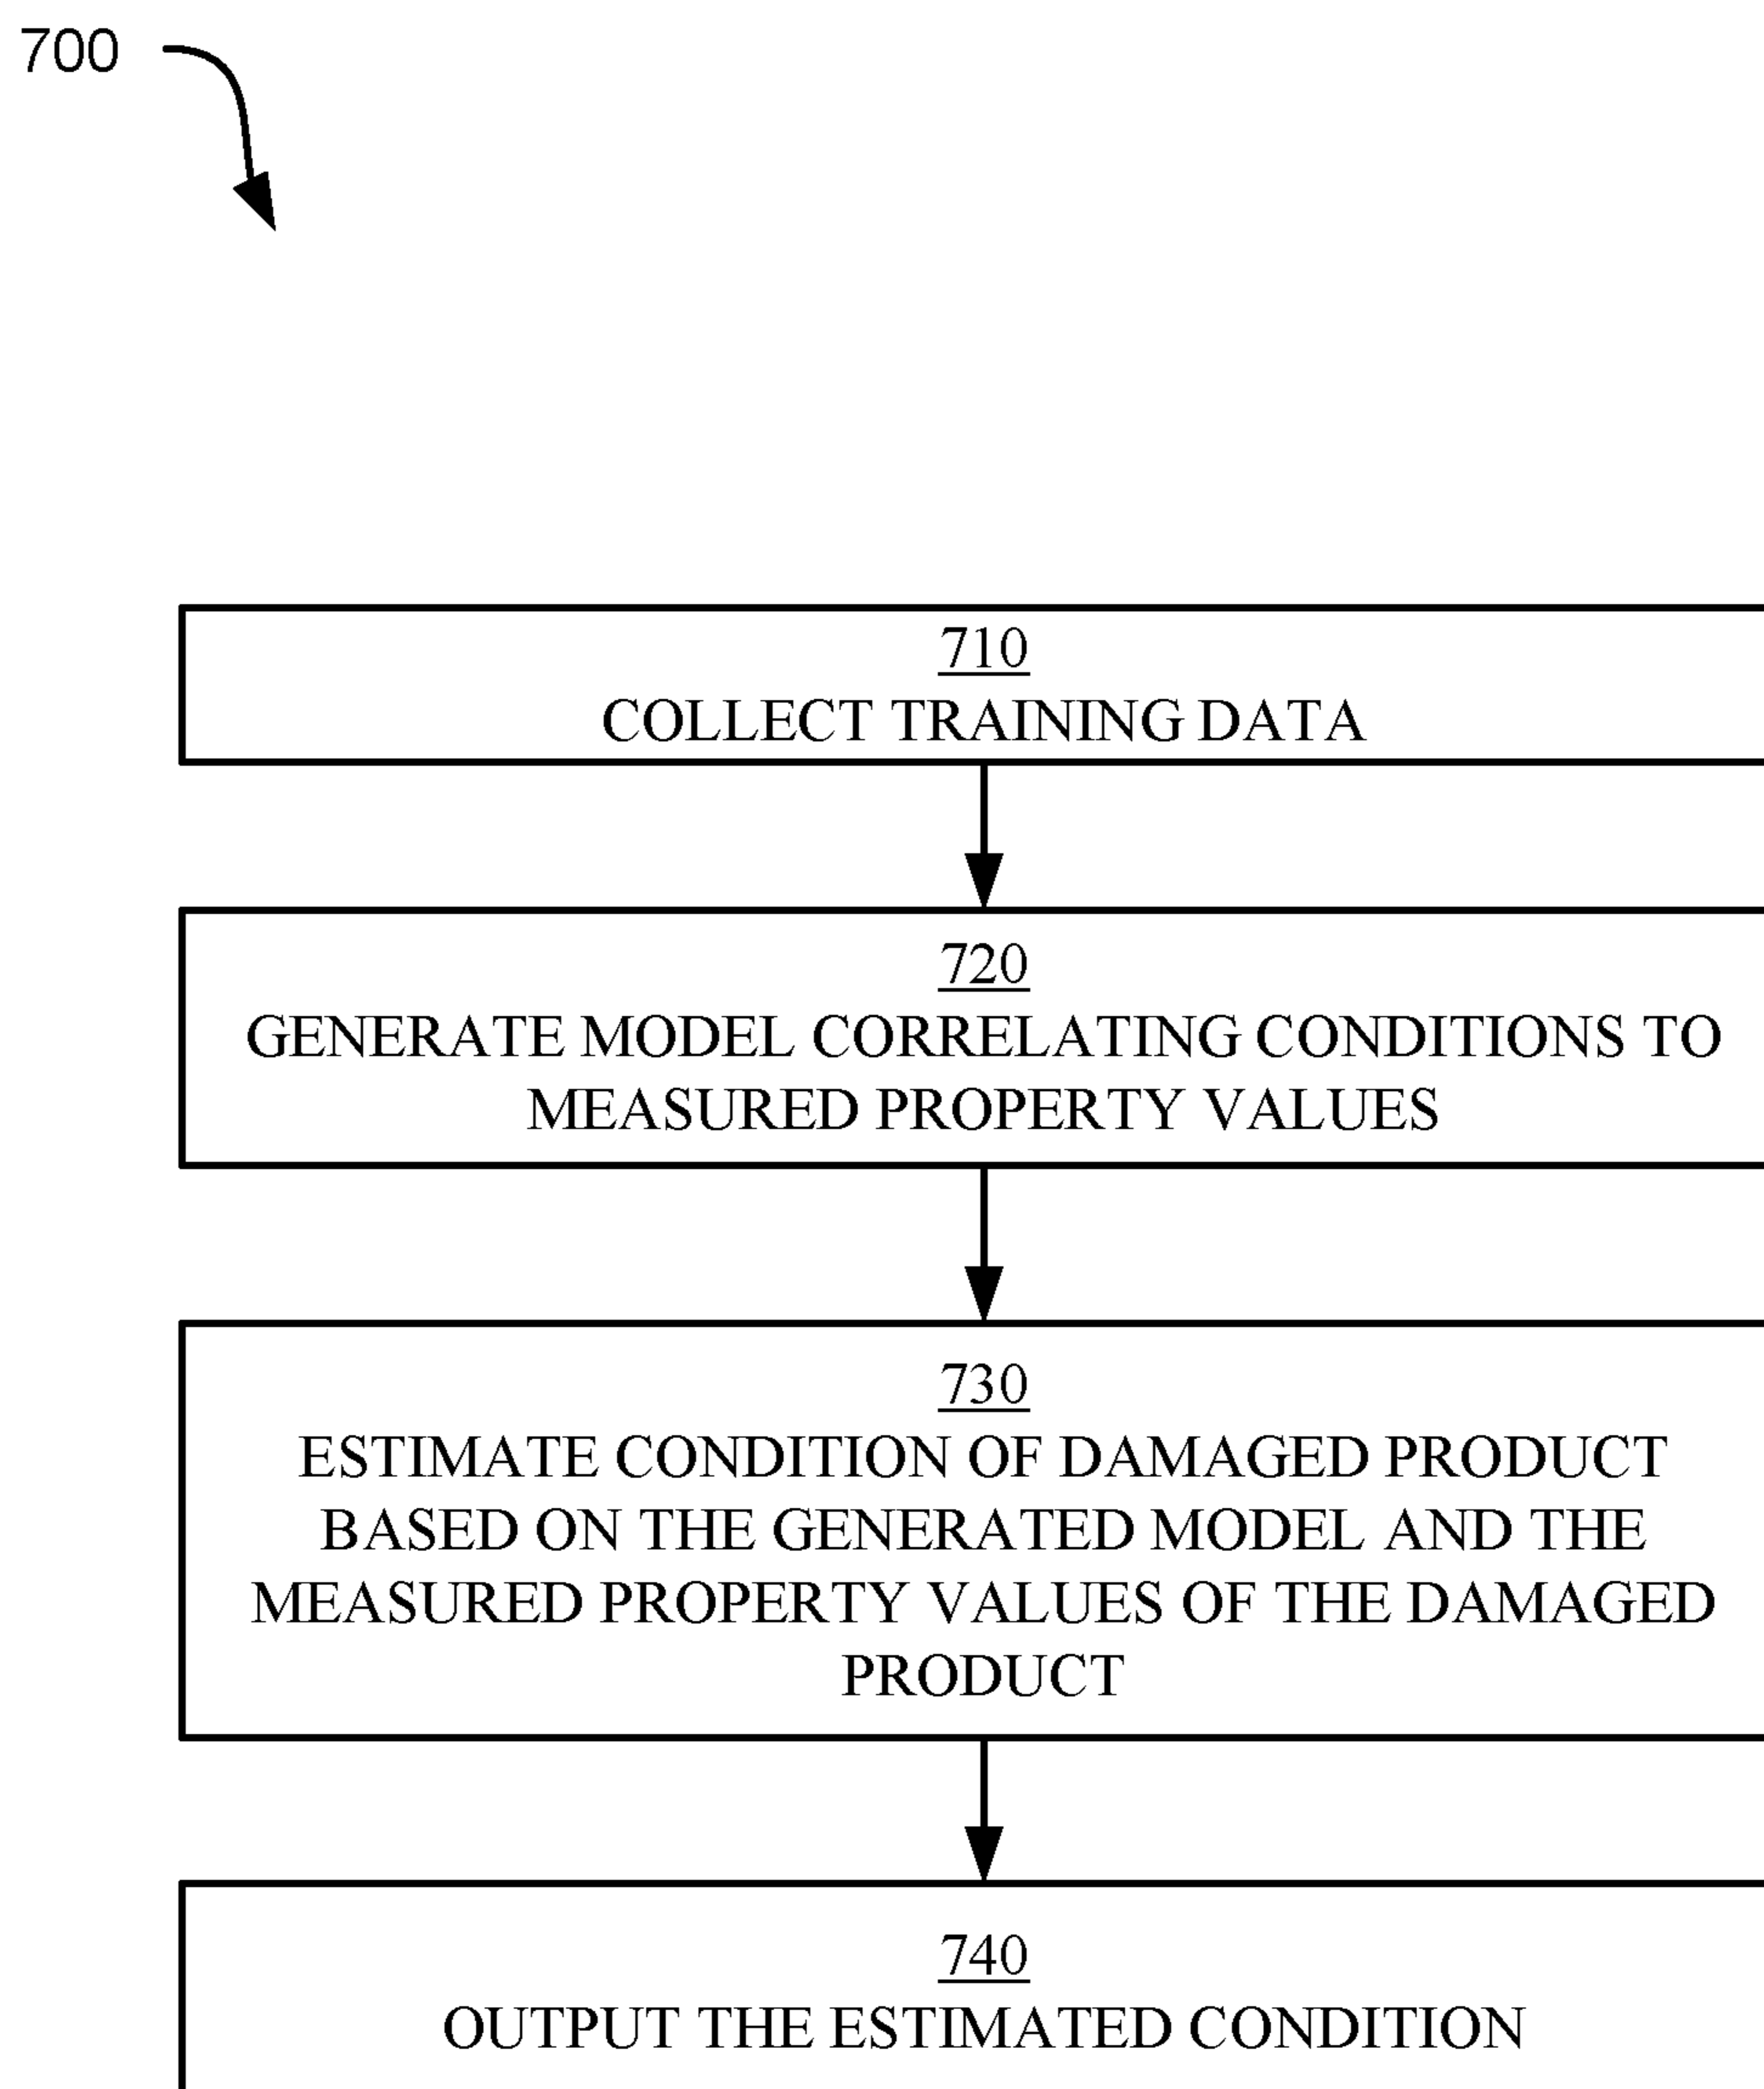 700
710
COLLECT TRAINING DATA
720
GENERATE MODEL CORRELATING CONDITIONS TO
MEASURED PROPERTY VALUES
730
ESTIMATE CONDITION OF DAMAGED PRODUCT
BASED ON THE GENERATED MODEL AND THE
MEASURED PROPERTY VALUES OF THE DAMAGED
PRODUCT
740
OUTPUT THE ESTIMATED CONDITION